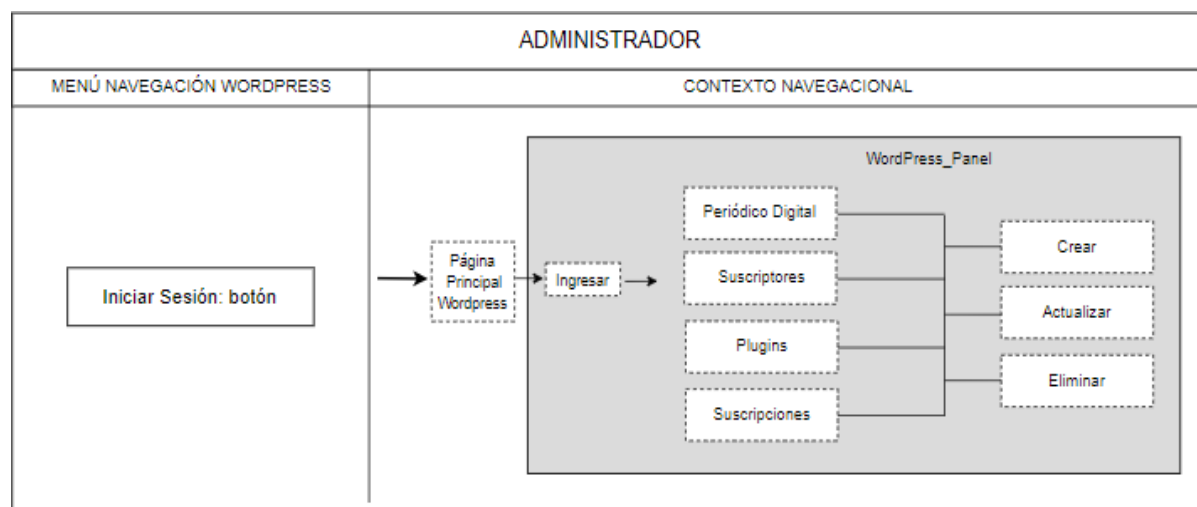 ADMINISTRADOR
MENÚ NAVEGACIÓN WORDPRESS
CONTEXTO NAVEGACIONAL
Iniciar Sesión: botón
Página
Principal
Wordpress
Ingresar
WordPress_Panel
Periódico Digital
Suscriptores
Plugins
Suscripciones
Crear
Actualizar
Eliminar